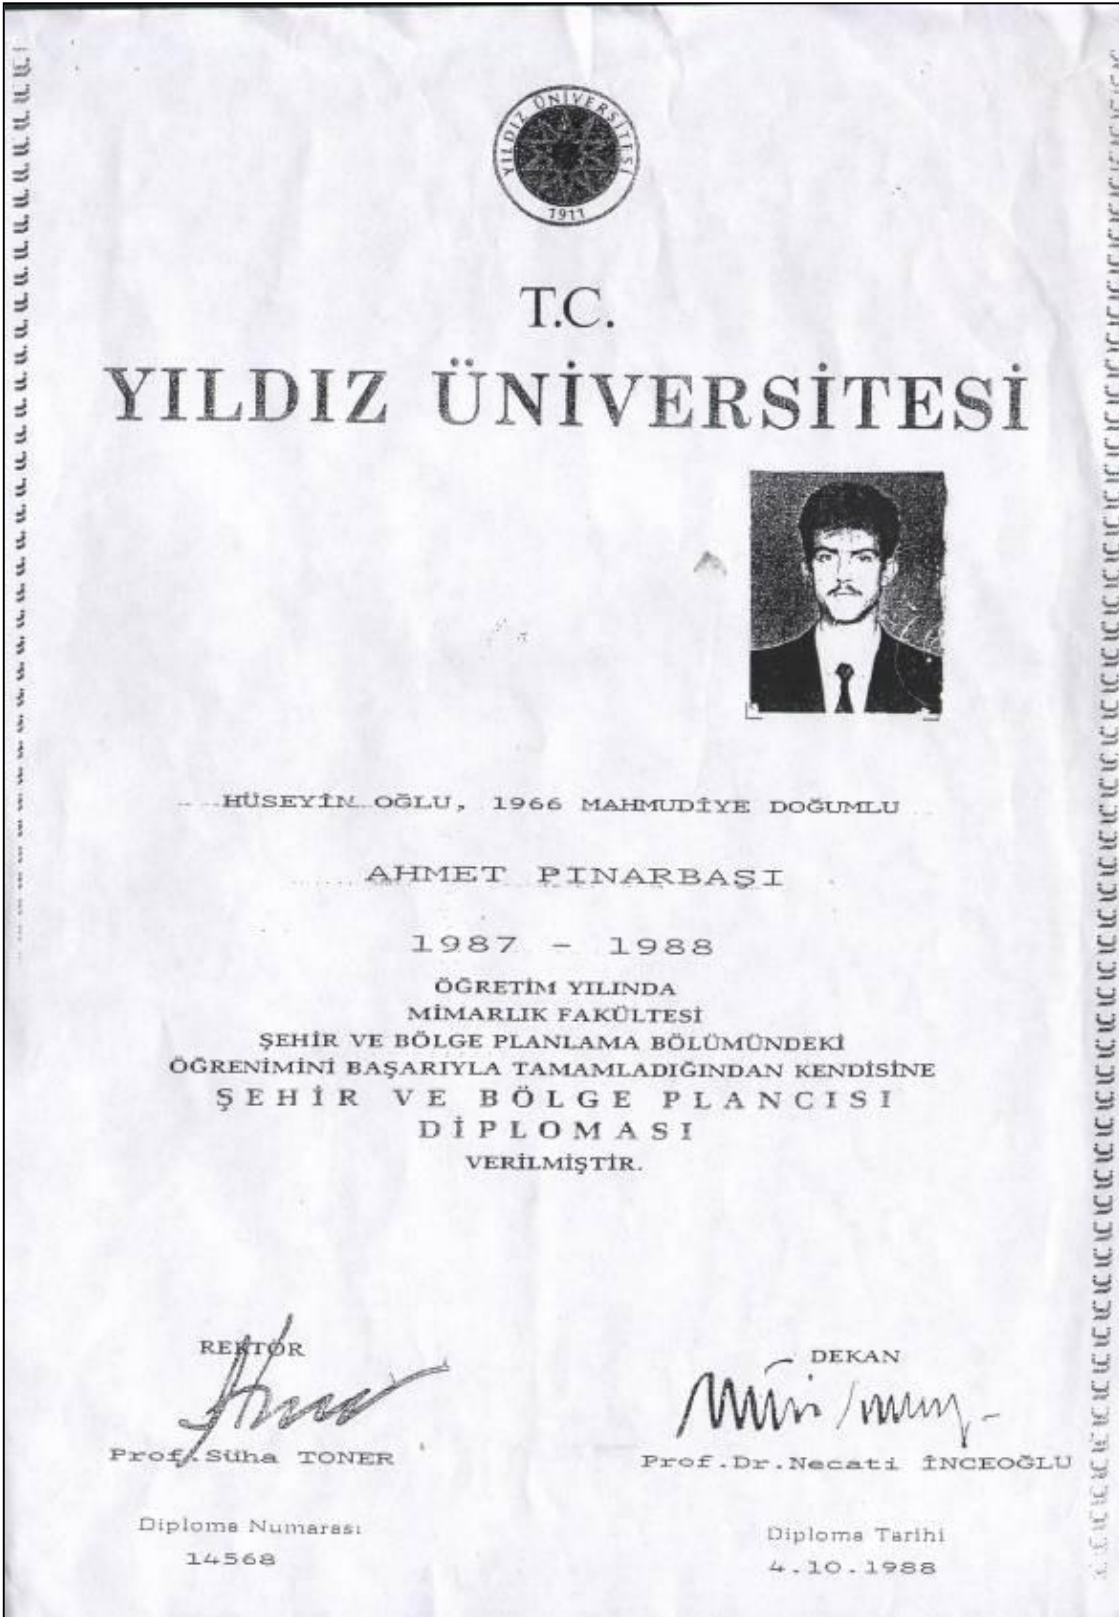 YILDIZ ÜNİVERSİTESİ
1911
T.C.
YILDIZ ÜNİVERSİTESİ
HÜSEYİN OĞLU, 1966 MAHMUDİYE DOĞUMLU
AHMET PINARBAŞI
1987 - 1988
ÖĞRETİM YILINDA
MİMARLIK FAKÜLTESİ
ŞEHİR VE BÖLGE PLANLAMA BÖLÜMÜNDEKİ
ÖĞRENİMİNİ BAŞARIYLA TAMAMLADIĞINDAN KENDİSİNE
ŞEHİR VE BÖLGE PLANCISI
DİPLOMASI
VERİLMİŞTİR.
REKTÖR
DEKAN
Prof. Süha TONER
Prof.Dr.Necati İNCEOĞLU
Diploma Numarası
14568
Diploma Tarihi
4.10.1988